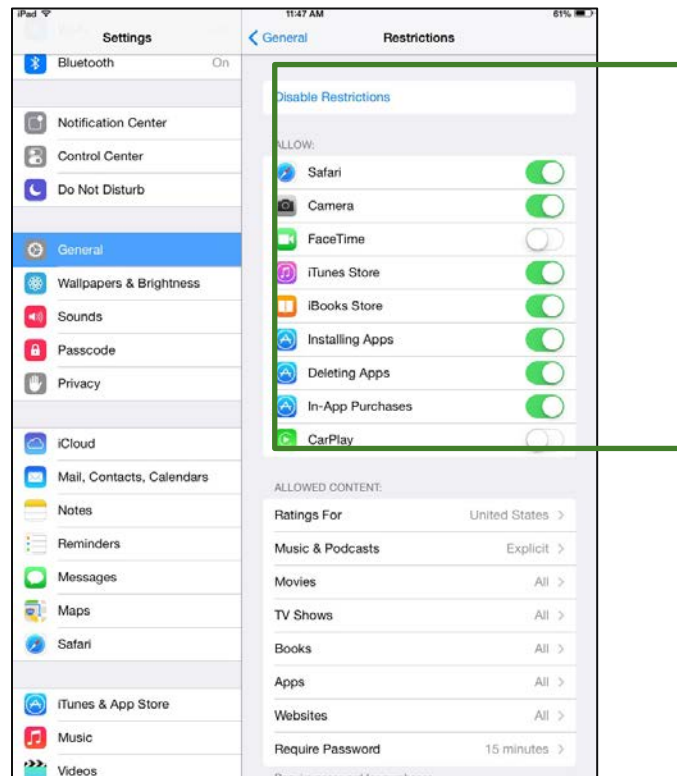 iPad 11:47 AM 61%
Settings
Bluetooth On
Notification Center
Control Center
Do Not Disturb
General
Wallpapers & Brightness
Sounds
Passcode
Privacy
iCloud
Mail, Contacts, Calendars
Notes
Reminders
Messages
Maps
Safari
iTunes & App Store
Music
Videos
General Restrictions
Disable Restrictions
ALLOW:
Safari
Camera
FaceTime
iTunes Store
iBooks Store
Installing Apps
Deleting Apps
In-App Purchases
CarPlay
ALLOWED CONTENT:
Ratings For United States
Music & Podcasts Explicit
Movies All
TV Shows All
Books All
Apps All
Websites All
Require Password 15 minutes